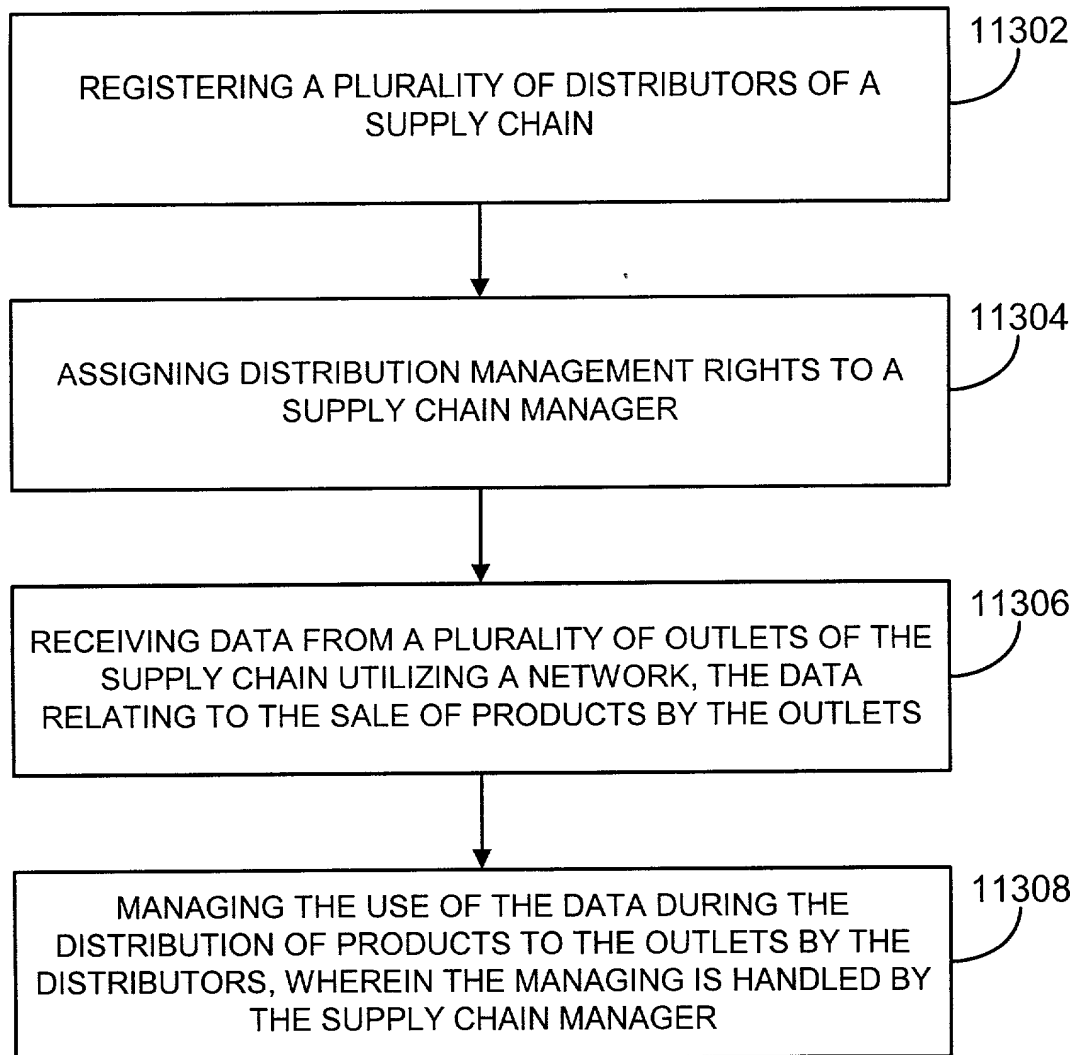 11302
REGISTERING A PLURALITY OF DISTRIBUTORS OF A
SUPPLY CHAIN
11304
ASSIGNING DISTRIBUTION MANAGEMENT RIGHTS TO A
SUPPLY CHAIN MANAGER
11306
RECEIVING DATA FROM A PLURALITY OF OUTLETS OF THE
SUPPLY CHAIN UTILIZING A NETWORK, THE DATA
RELATING TO THE SALE OF PRODUCTS BY THE OUTLETS
11308
MANAGING THE USE OF THE DATA DURING THE
DISTRIBUTION OF PRODUCTS TO THE OUTLETS BY THE
DISTRIBUTORS, WHEREIN THE MANAGING IS HANDLED BY
THE SUPPLY CHAIN MANAGER